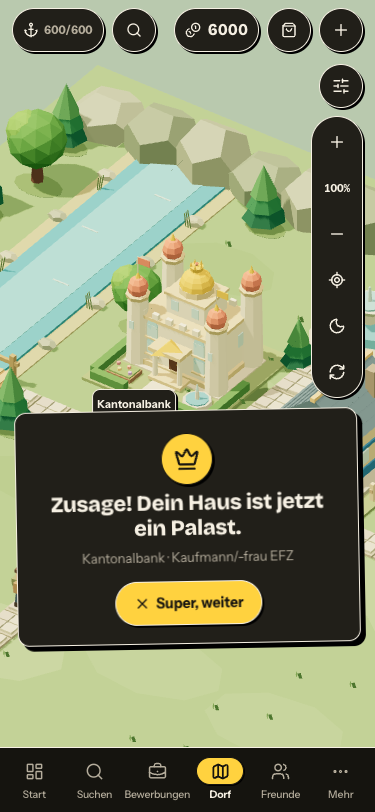 600/600
6000
100%
Kantonalbank
Zusage! Dein Haus ist jetzt
ein Palast.
Kantonalbank · Kaufmann/-frau EFZ
Super, weiter
Start
Suchen
Bewerbungen
Dorf
Freunde
Mehr